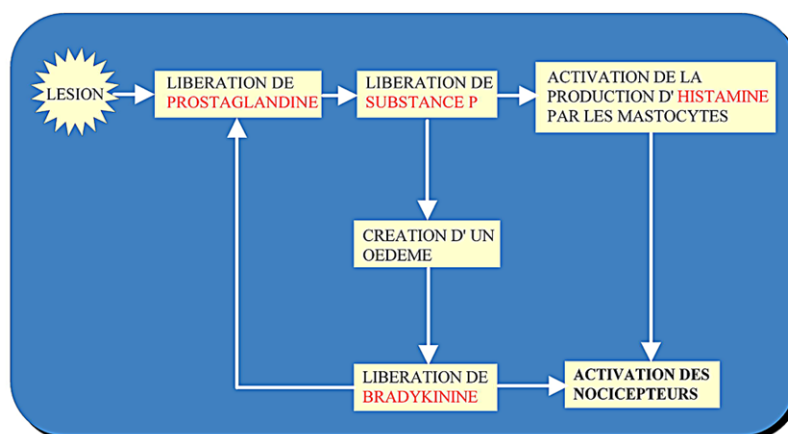 LESION
LIBERATION DE
PROSTAGLANDINE
LIBERATION DE
SUBSTANCE P
ACTIVATION DE LA
PRODUCTION D' HISTAMINE
PAR LES MASTOCYTES
CREATION D' UN
OEDEME
LIBERATION DE
BRADYKININE
ACTIVATION DES
NOCICEPTEURS